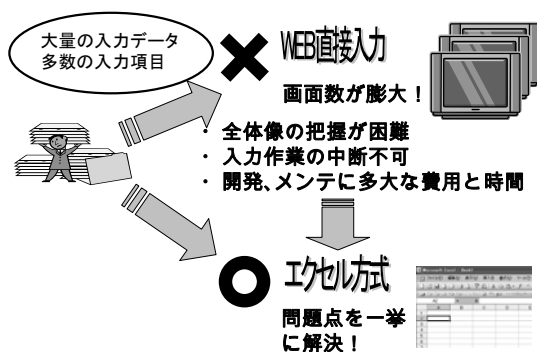 大量の入力データ
多数の入力項目
WEB直接入力
画面数が膨大！
・ 全体像の把握が困難
・ 入力作業の中断不可
・ 開発、メンテに多大な費用と時間
エクセル方式
問題点を一挙
に解決！